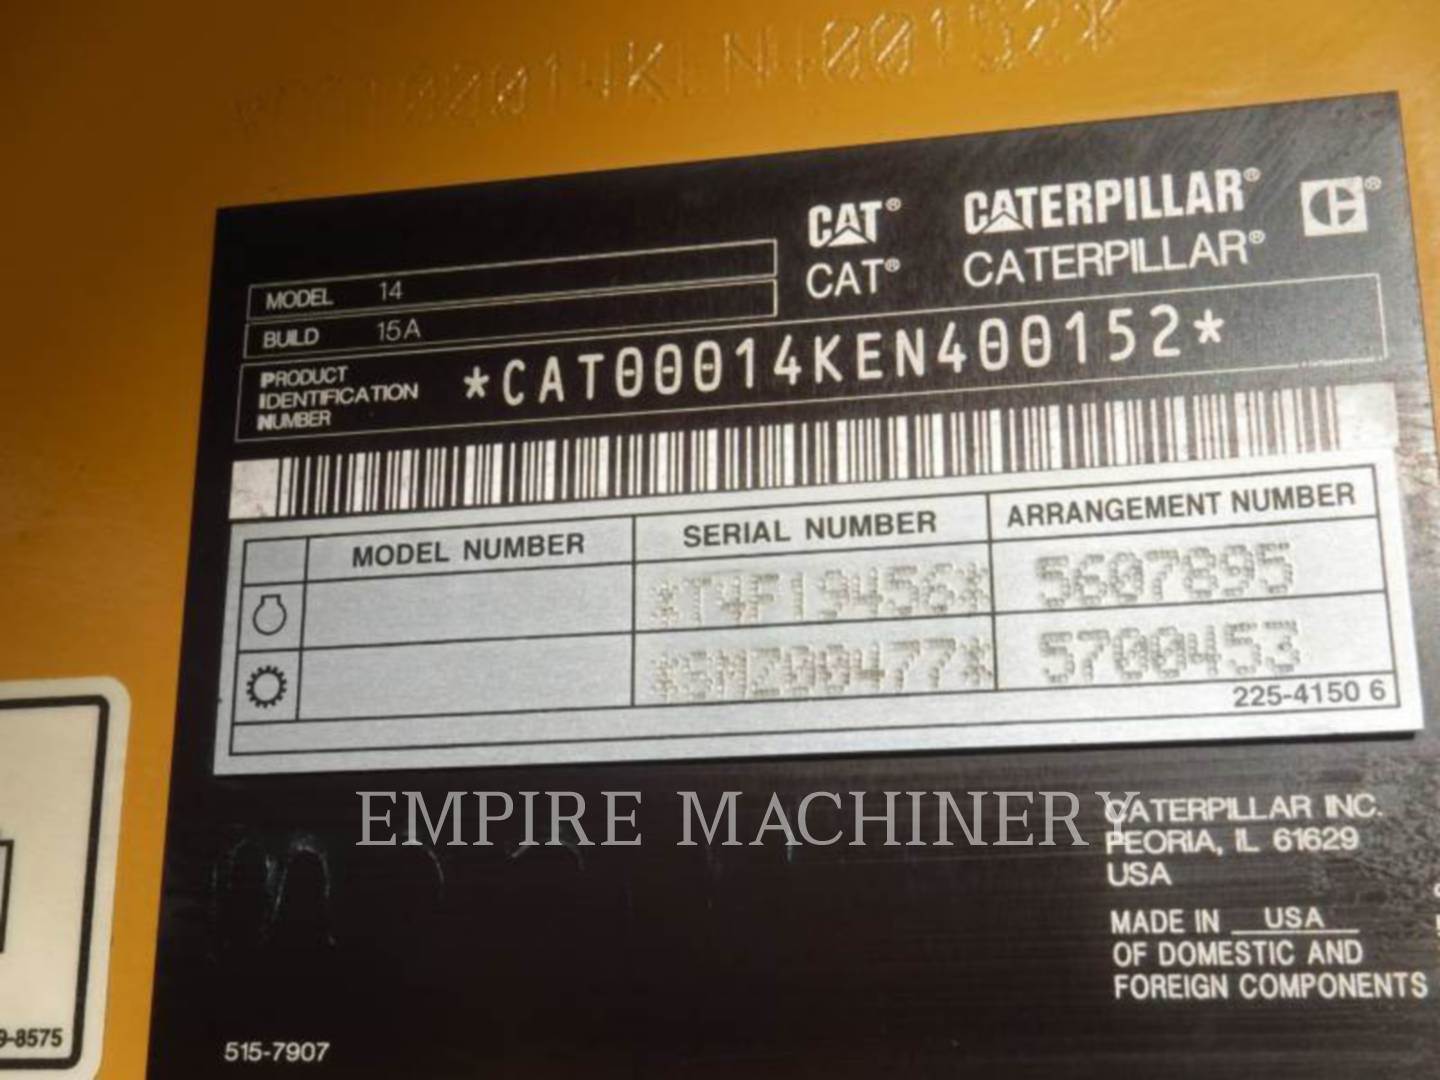 CAT® CATERPILLAR®
CAT® CATERPILLAR®
MODEL 14
BUILD 15A
PRODUCT IDENTIFICATION NUMBER *CAT00014KEN400152*
MODEL NUMBER SERIAL NUMBER ARRANGEMENT NUMBER
*T4F19456* 5607895
*SMZ00477* 5700453
225-4150 6
EMPIRE MACHINERY
CATERPILLAR INC.
PEORIA, IL 61629
USA
MADE IN USA
OF DOMESTIC AND
FOREIGN COMPONENTS
9-8575
515-7907